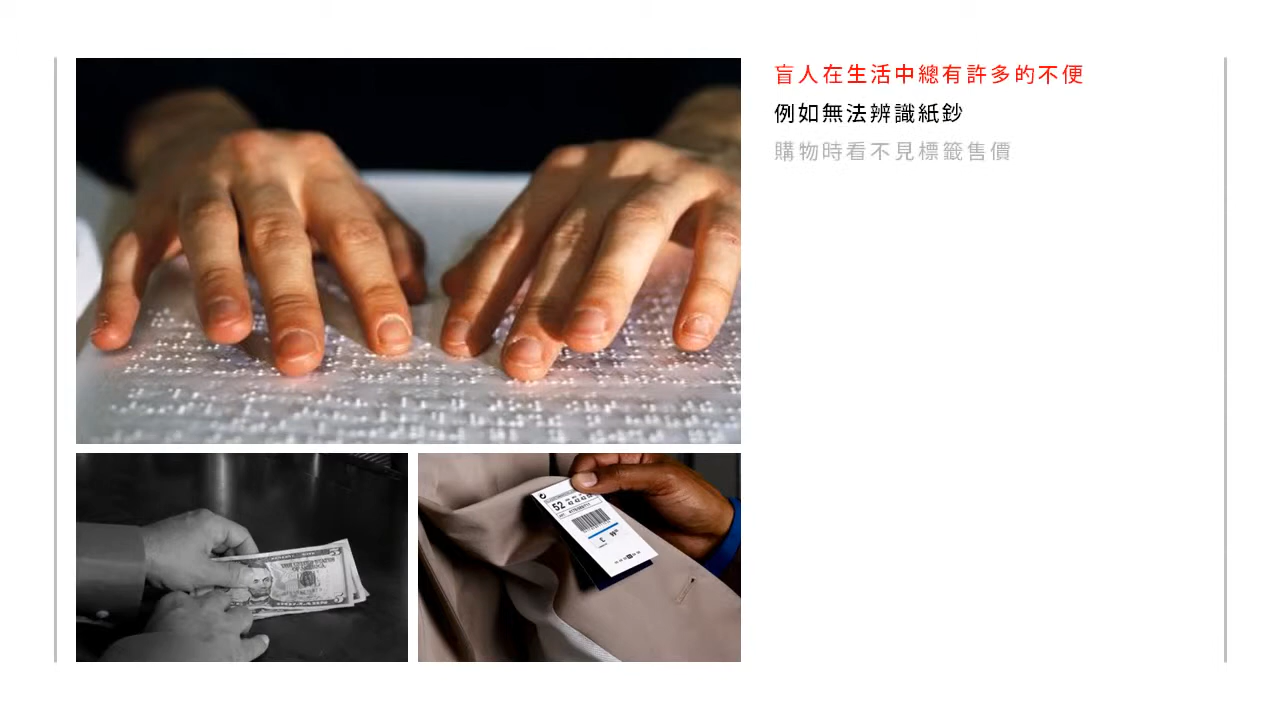 盲人在生活中總有許多的不便
例如無法辨識紙鈔
購物時看不見標籤售價
52